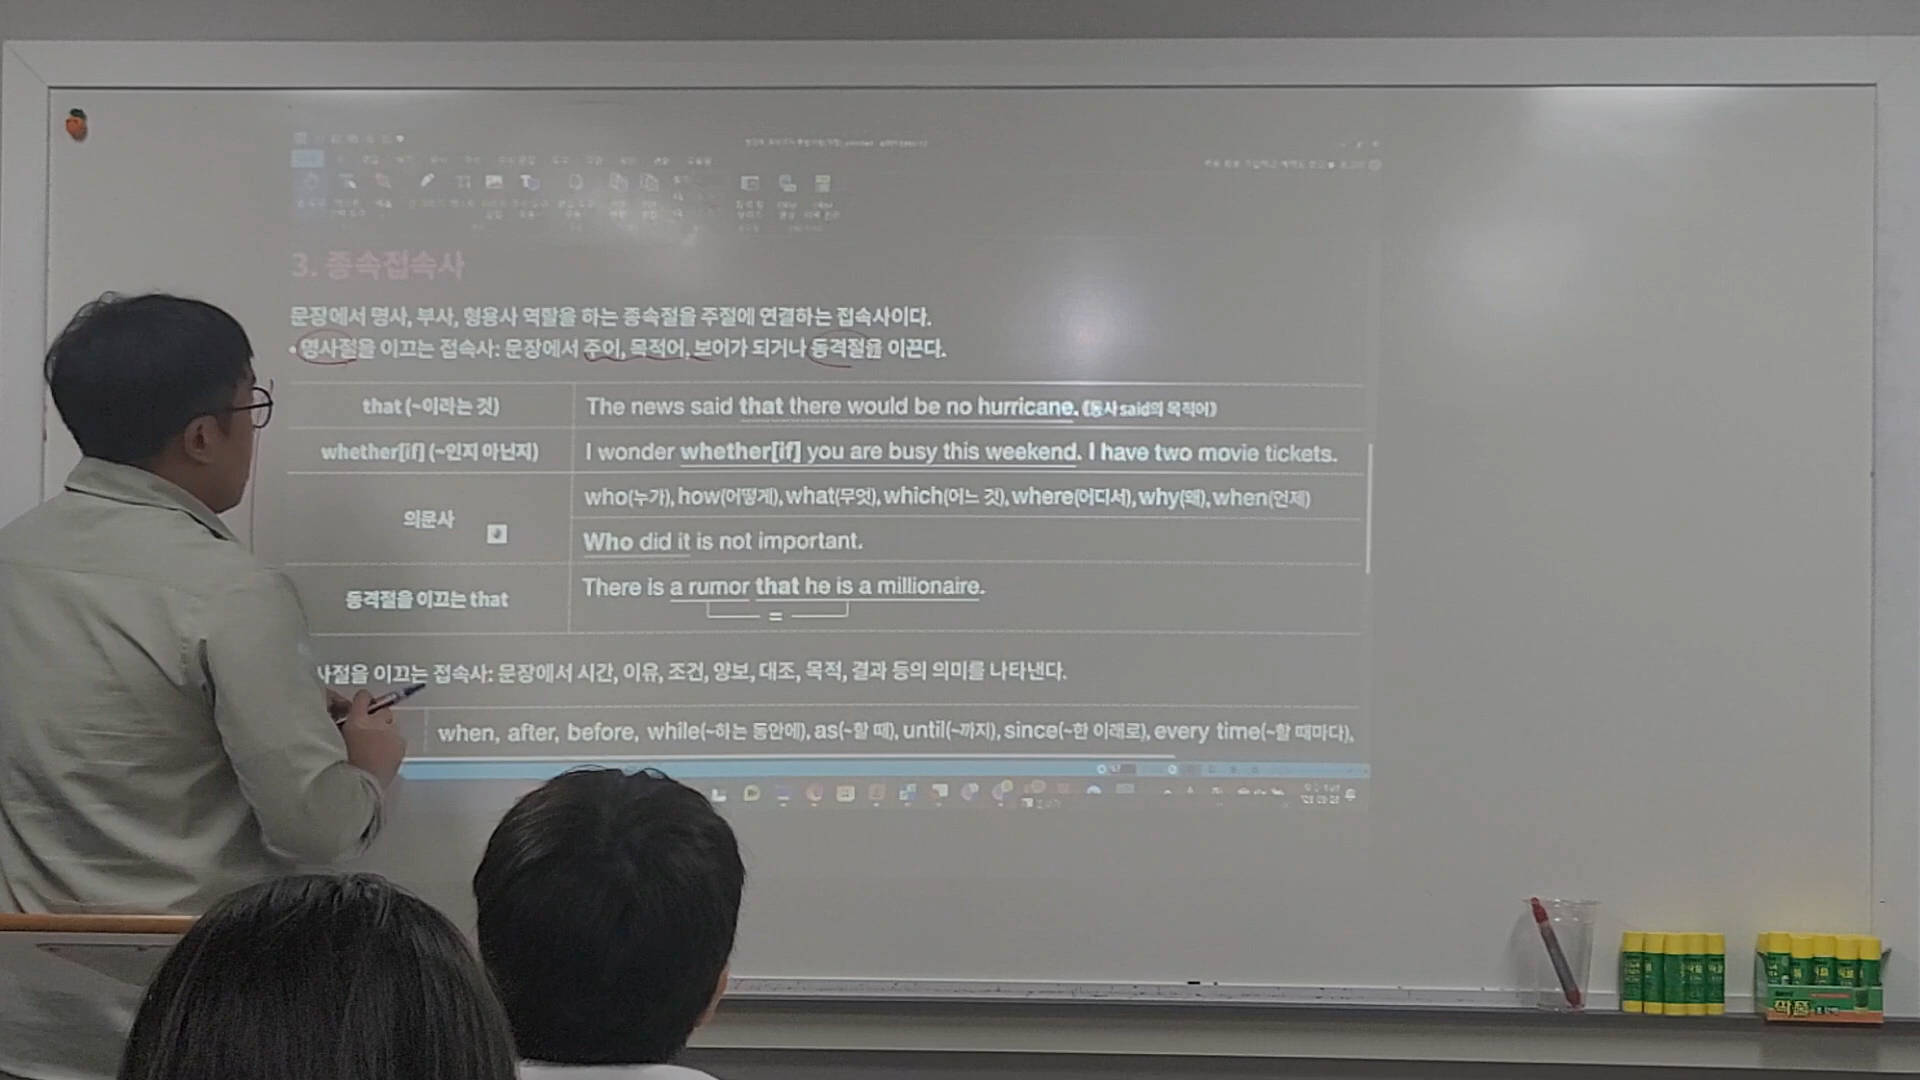 3. 종속접속사
문장에서 명사, 부사, 형용사 역할을 하는 종속절을 주절에 연결하는 접속사이다.
• 명사절을 이끄는 접속사: 문장에서 주어, 목적어, 보어가 되거나 동격절을 이끈다.
that (~이라는 것)
The news said that there would be no hurricane. (동사 said의 목적어)
whether[if] (~인지 아닌지)
I wonder whether[if] you are busy this weekend. I have two movie tickets.
의문사
who(누가), how(어떻게), what(무엇), which(어느 것), where(어디서), why(왜), when(언제)
Who did it is not important.
동격절을 이끄는 that
There is a rumor that he is a millionaire.
=
사절을 이끄는 접속사: 문장에서 시간, 이유, 조건, 양보, 대조, 목적, 결과 등의 의미를 나타낸다.
when, after, before, while(~하는 동안에), as(~할 때), until(~까지), since(~한 이래로), every time(~할 때마다),